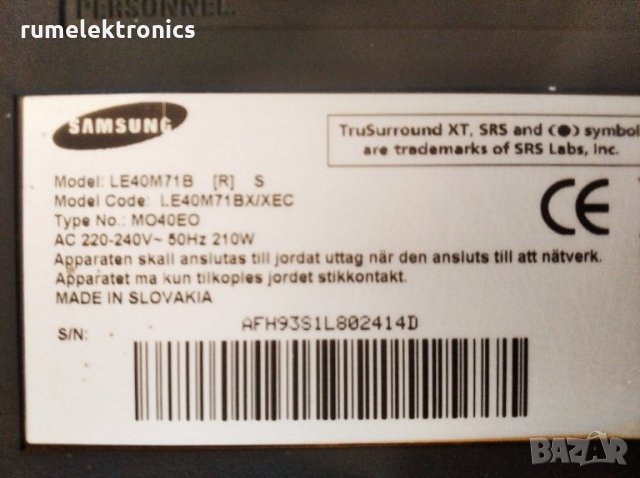 PERSONNEL.
rumelektronics
SAMSUNG
TruSurround XT, SRS and (●) symbol
are trademarks of SRS Labs, Inc.
Model: LE40M71B [R] S
Model Code: LE40M71BX/XEC
Type No.: MO40EO
AC 220-240V~ 50Hz 210W
CE
Apparaten skall anslutas till jordat uttag när den ansluts till att nätverk.
Apparatet ma kun tilkoples jordet stikkontakt.
MADE IN SLOVAKIA
S/N:
AFH93S1L802414D
BAZAR